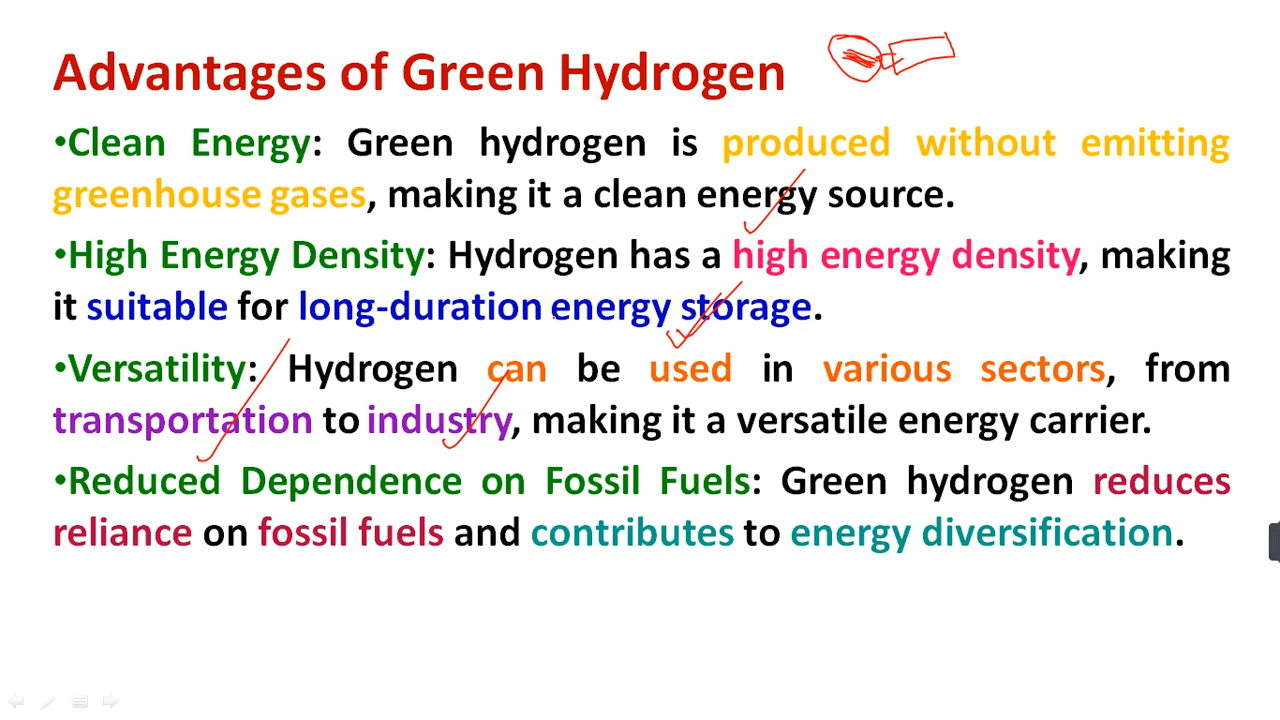 Advantages of Green Hydrogen
•Clean Energy: Green hydrogen is produced without emitting
greenhouse gases, making it a clean energy source.
•High Energy Density: Hydrogen has a high energy density, making
it suitable for long-duration energy storage.
•Versatility: Hydrogen can be used in various sectors, from
transportation to industry, making it a versatile energy carrier.
•Reduced Dependence on Fossil Fuels: Green hydrogen reduces
reliance on fossil fuels and contributes to energy diversification.